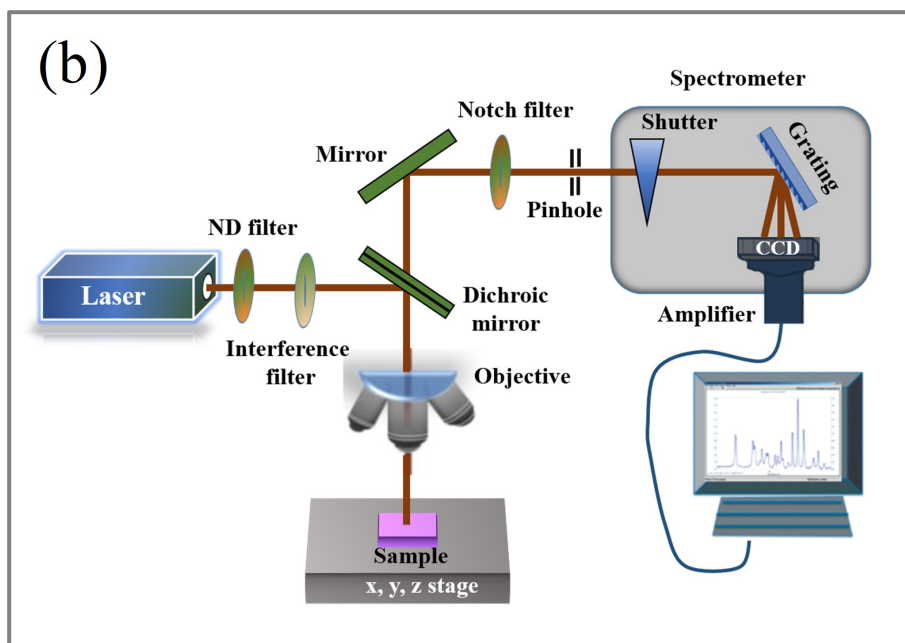 (b)
Spectrometer
Notch filter
Shutter
Grating
Mirror
Pinhole
ND filter
CCD
Laser
Dichroic
mirror
Amplifier
Interference
filter
Objective
Sample
x, y, z stage